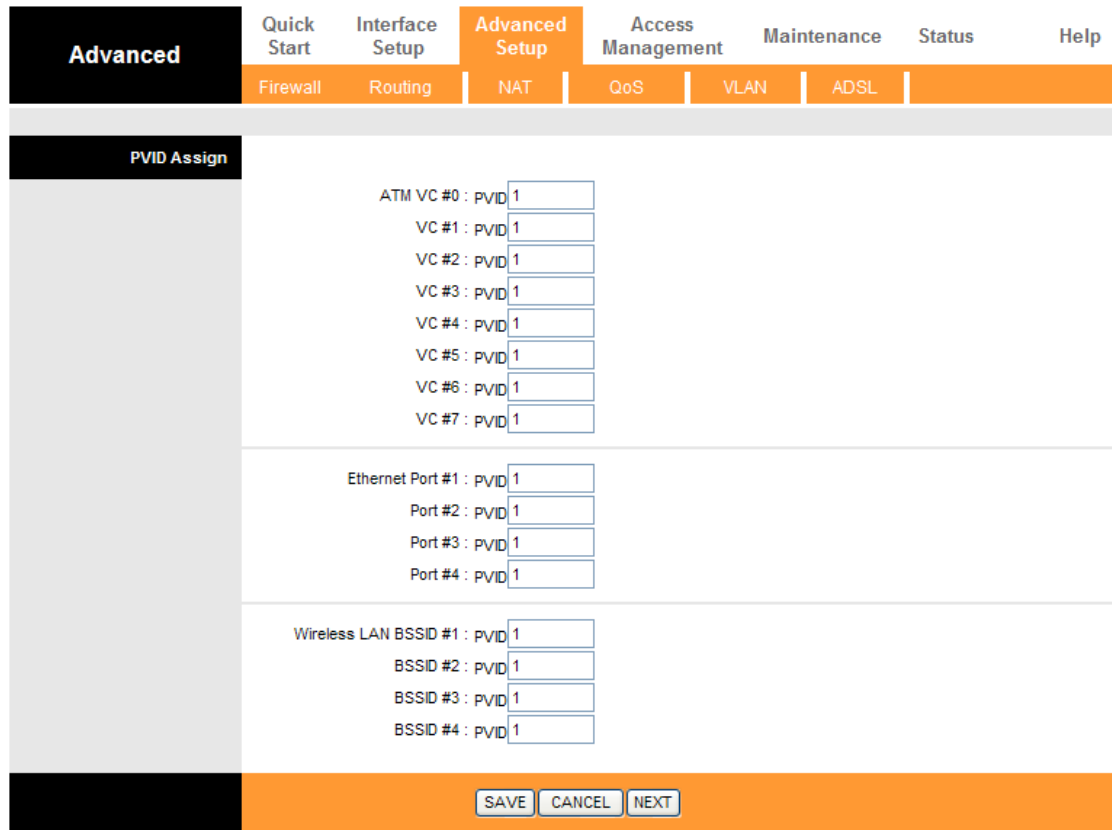 Advanced
Quick Start
Interface Setup
Advanced Setup
Access Management
Maintenance
Status
Help
Firewall
Routing
NAT
QoS
VLAN
ADSL
PVID Assign
ATM VC #0 : PVID 1
VC #1 : PVID 1
VC #2 : PVID 1
VC #3 : PVID 1
VC #4 : PVID 1
VC #5 : PVID 1
VC #6 : PVID 1
VC #7 : PVID 1
Ethernet Port #1 : PVID 1
Port #2 : PVID 1
Port #3 : PVID 1
Port #4 : PVID 1
Wireless LAN BSSID #1 : PVID 1
BSSID #2 : PVID 1
BSSID #3 : PVID 1
BSSID #4 : PVID 1
SAVE CANCEL NEXT